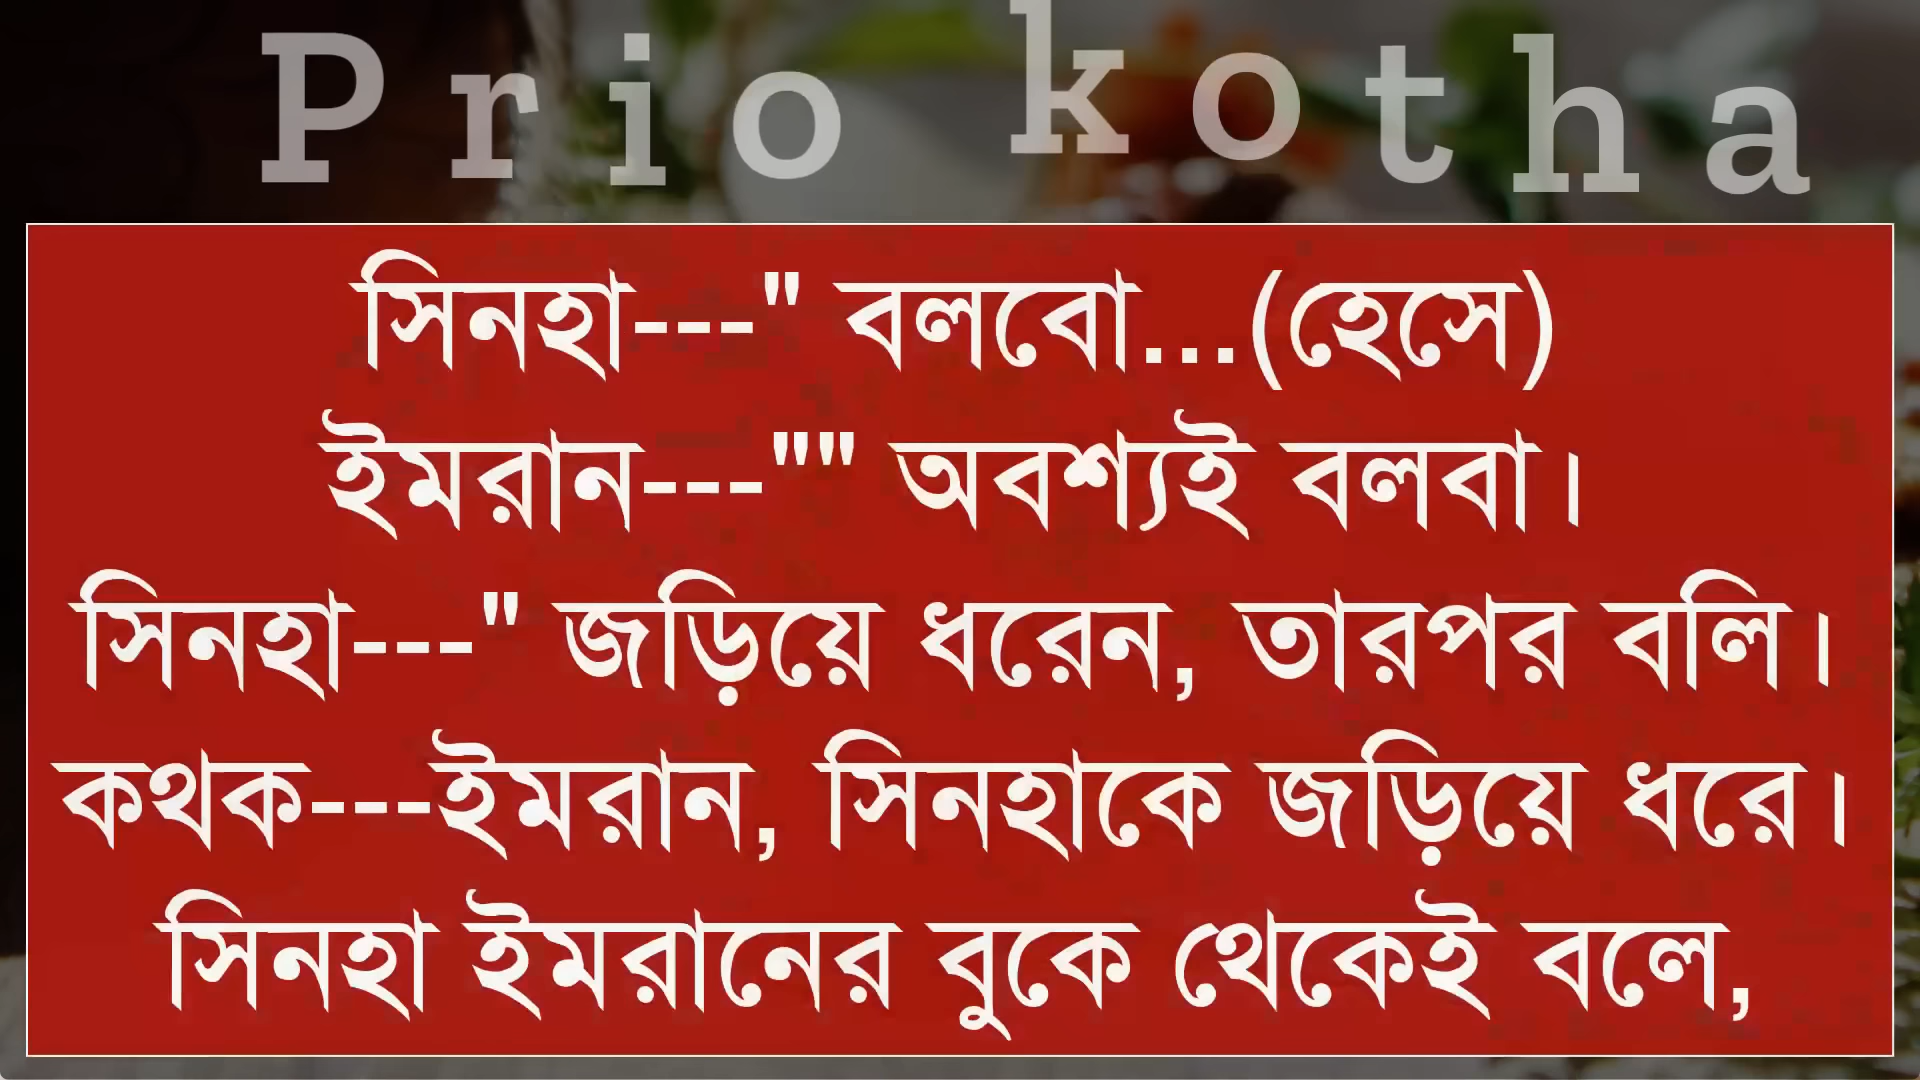 Prio kotha
সিনহা---" বলবো...(হেসে)
ইমরান---"" অবশ্যই বলবা।
সিনহা---" জড়িয়ে ধরেন, তারপর বলি।
কথক---ইমরান, সিনহাকে জড়িয়ে ধরে।
সিনহা ইমরানের বুকে থেকেই বলে,